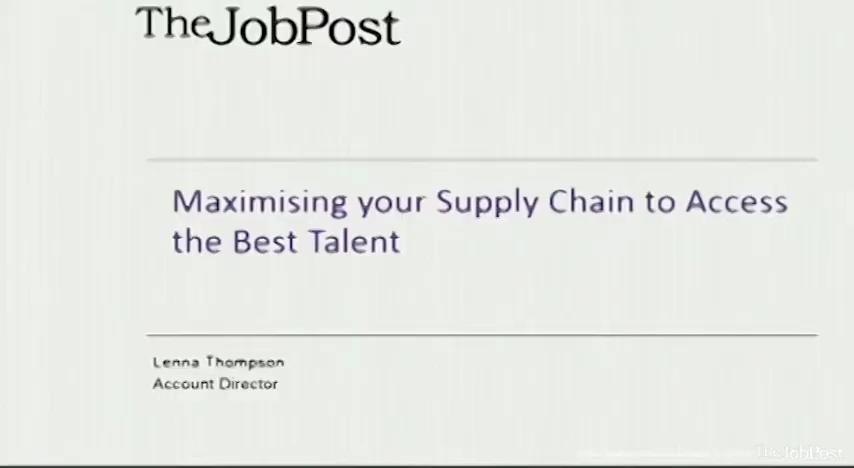 TheJobPost
Maximising your Supply Chain to Access
the Best Talent
Lenna Thompson
Account Director
TheJobPost